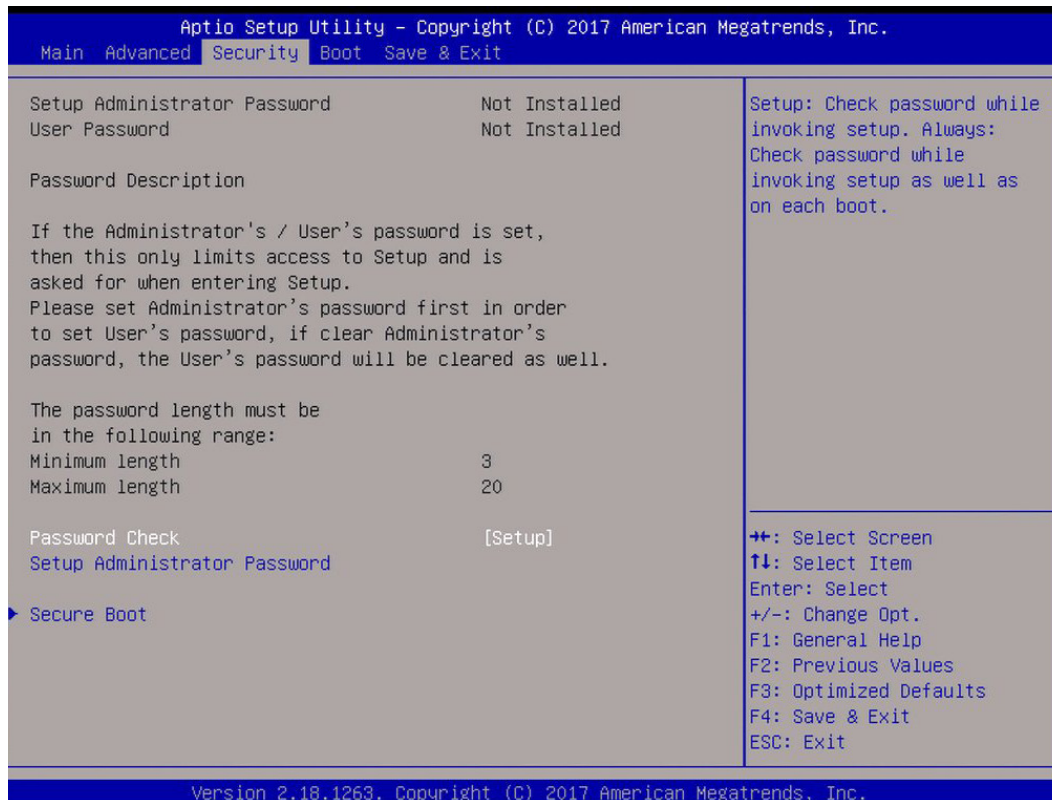 Aptio Setup Utility – Copyright (C) 2017 American Megatrends, Inc.
Main Advanced Security Boot Save & Exit
Setup Administrator Password Not Installed
User Password Not Installed
Password Description
If the Administrator's / User's password is set,
then this only limits access to Setup and is
asked for when entering Setup.
Please set Administrator's password first in order
to set User's password, if clear Administrator's
password, the User's password will be cleared as well.
The password length must be
in the following range:
Minimum length 3
Maximum length 20
Password Check [Setup]
Setup Administrator Password
Secure Boot
Setup: Check password while
invoking setup. Always:
Check password while
invoking setup as well as
on each boot.
→←: Select Screen
↑↓: Select Item
Enter: Select
+/-: Change Opt.
F1: General Help
F2: Previous Values
F3: Optimized Defaults
F4: Save & Exit
ESC: Exit
Version 2.18.1263. Copyright (C) 2017 American Megatrends, Inc.